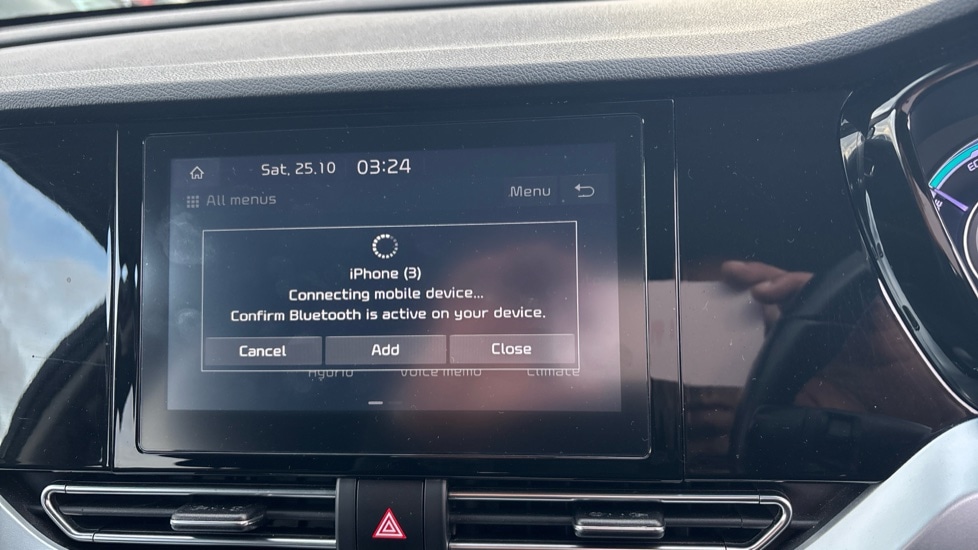 Sat, 25.10 03:24
All menus Menu
iPhone (3)
Connecting mobile device...
Confirm Bluetooth is active on your device.
Cancel Add Close
Hybrid Voice memo Climate